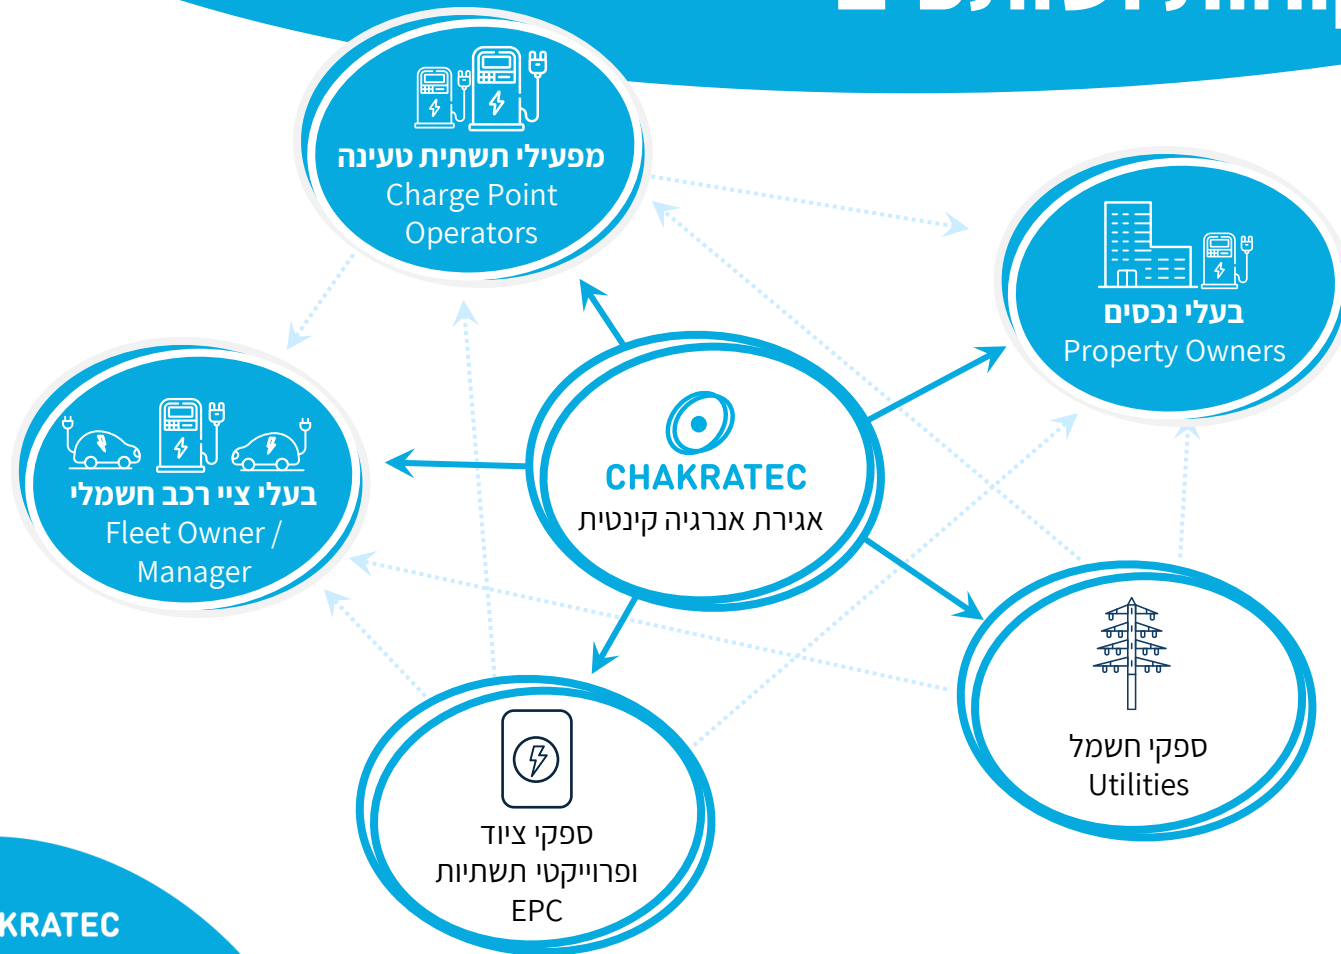 מפעילי תשתית טעינה
Charge Point
Operators
בעלי נכסים
Property Owners
CHAKRATEC
אגירת אנרגיה קינטית
בעלי ציי רכב חשמלי
Fleet Owner /
Manager
ספקי חשמל
Utilities
ספקי ציוד
ופרוייקטי תשתיות
EPC
KRATEC